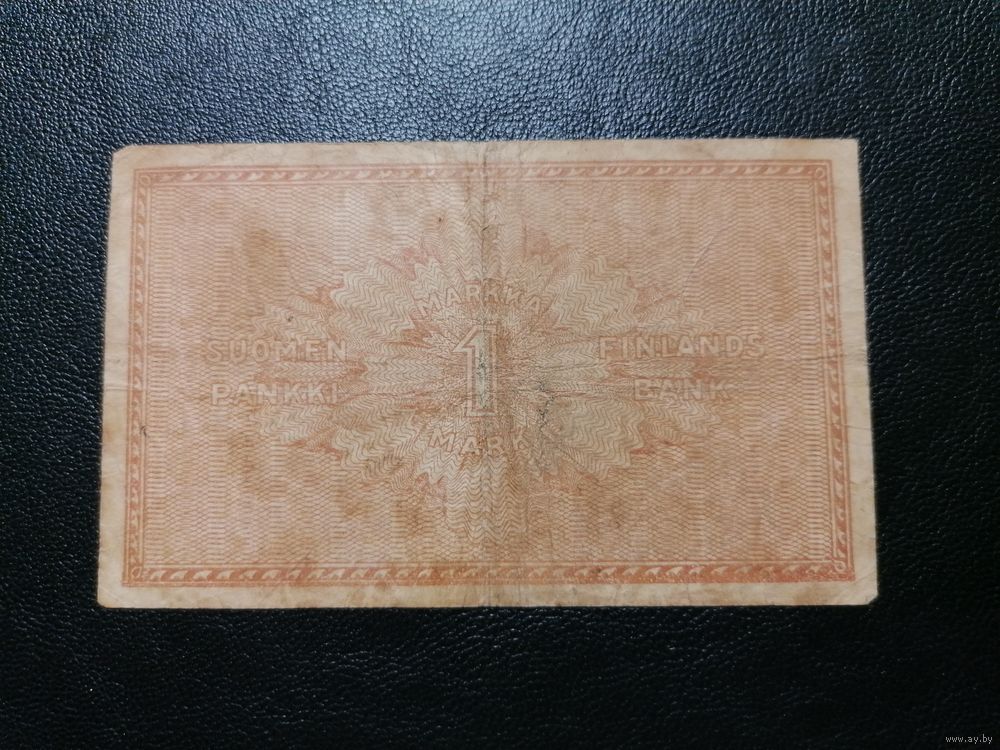 MARKKA
SUOMEN
PANKKI
1
FINLANDS
BANK
MARK
www.ay.by